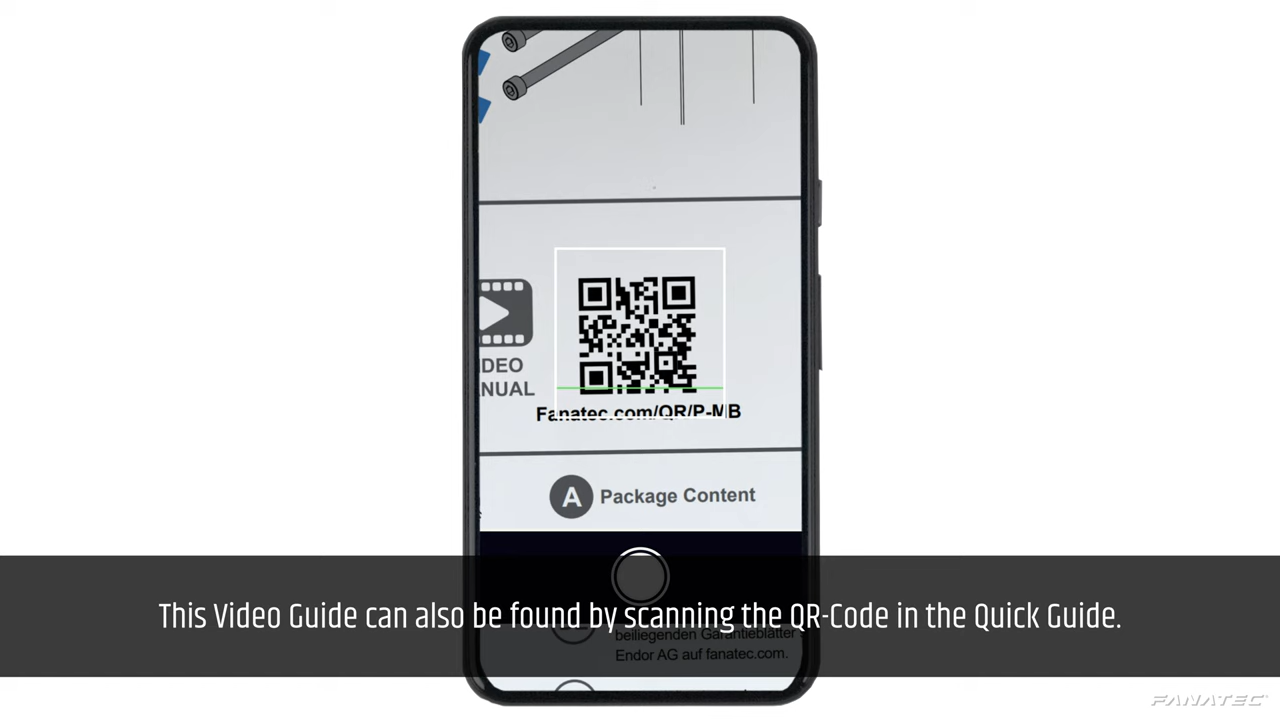 IDEO
NUAL
Fanatec.com/QR/P-MB
A Package Content
This Video Guide can also be found by scanning the QR-Code in the Quick Guide.
beiliegenden Garantieblätter
Endor AG auf fanatec.com.
FANATEC